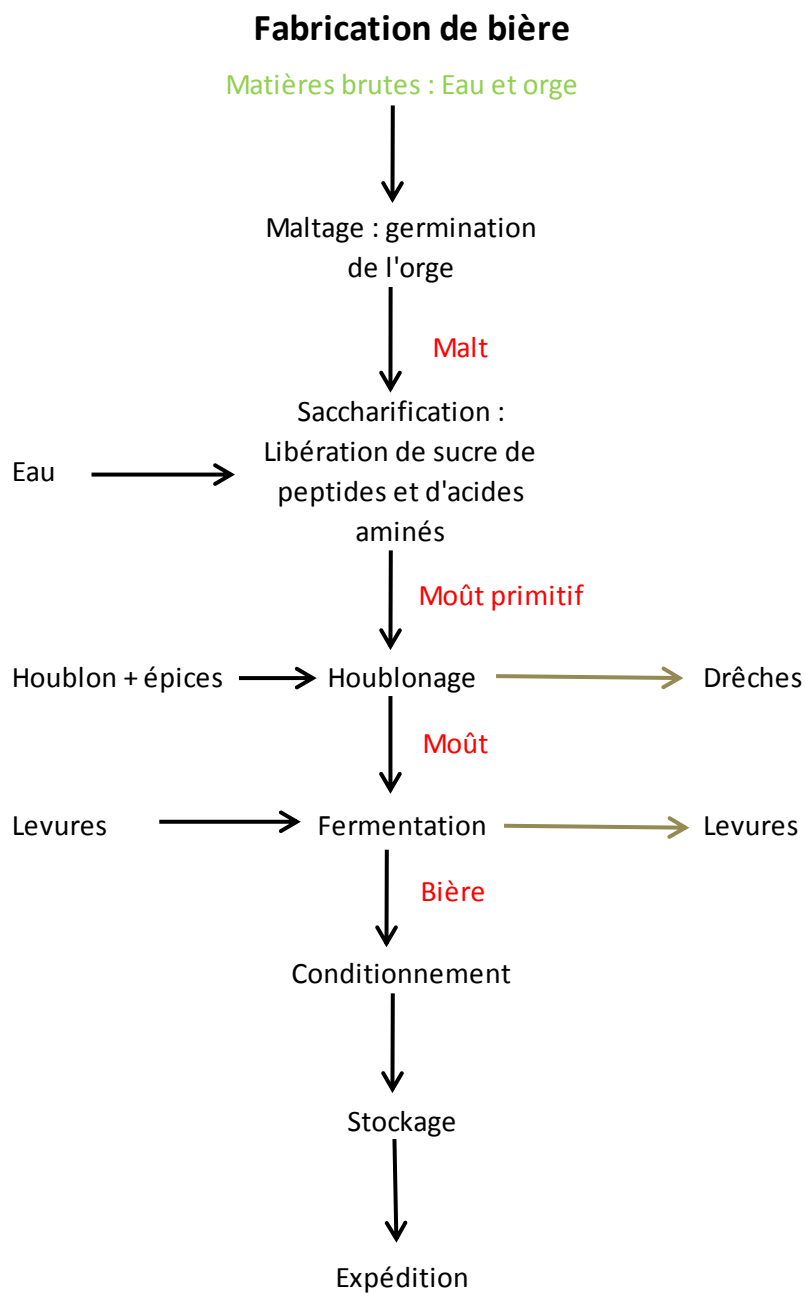 Fabrication de bière
Matières brutes : Eau et orge
Maltage : germination
de l'orge
Malt
Saccharification :
Libération de sucre de
peptides et d'acides
aminés
Eau
Moût primitif
Houblon + épices
Houblonage
Drêches
Moût
Levures
Fermentation
Levures
Bière
Conditionnement
Stockage
Expédition